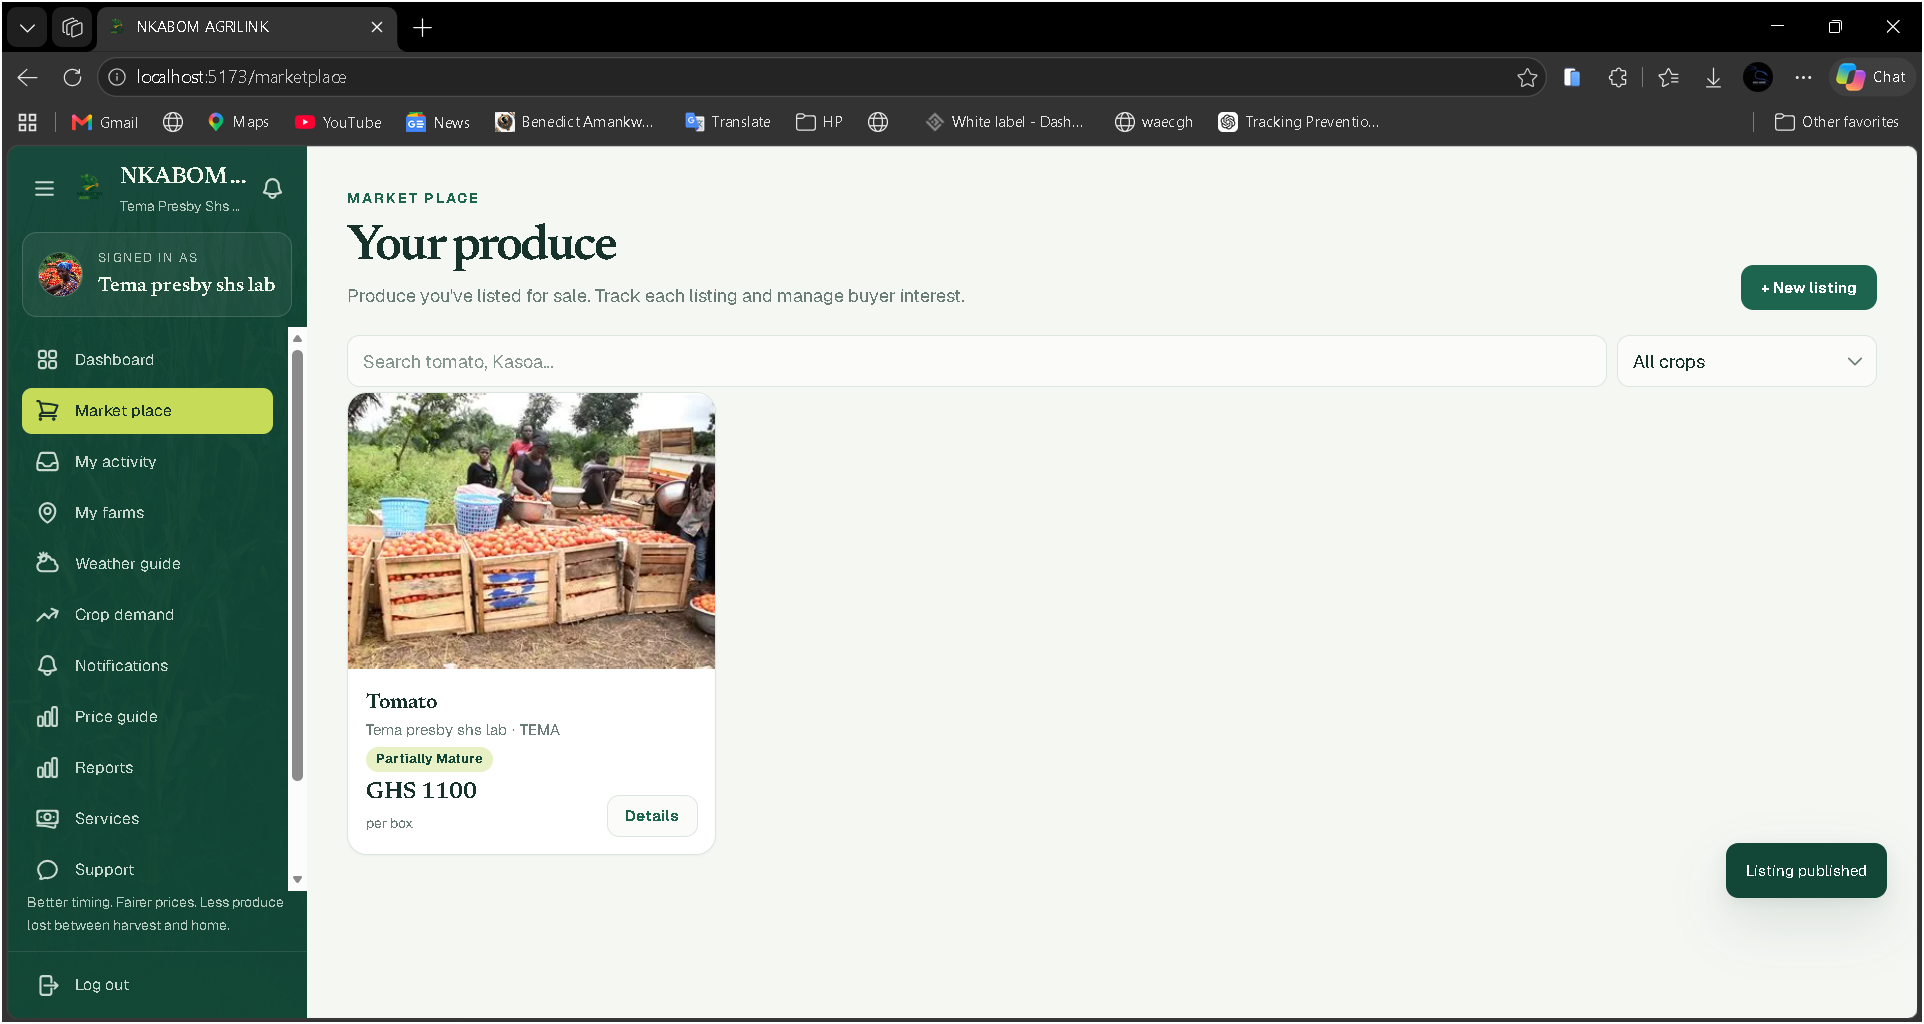 NKABOM AGRILINK
localhost:5173/marketplace
Chat
Gmail
Maps
YouTube
News
Benedict Amankw...
Translate
HP
White label - Dash...
waecgh
Tracking Preventio...
Other favorites
NKABOM...
Tema Presby Shs ...
SIGNED IN AS
Tema presby shs lab
Dashboard
Market place
My activity
My farms
Weather guide
Crop demand
Notifications
Price guide
Reports
Services
Support
Better timing. Fairer prices. Less produce
lost between harvest and home.
Log out
MARKET PLACE
Your produce
Produce you've listed for sale. Track each listing and manage buyer interest.
+ New listing
Search tomato, Kasoa...
All crops
Tomato
Tema presby shs lab · TEMA
Partially Mature
GHS 1100
per box
Details
Listing published